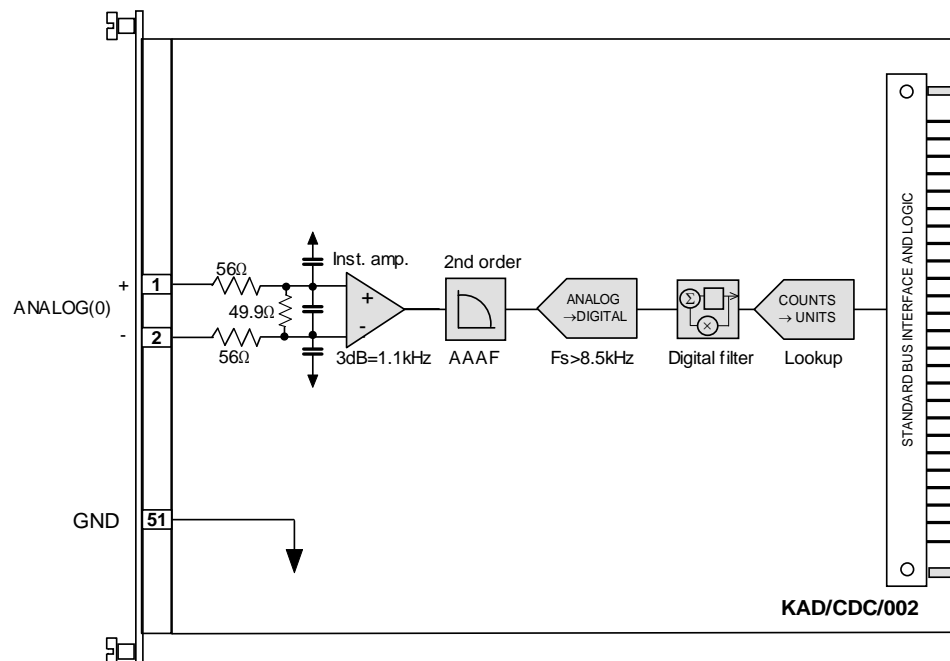 Inst. amp.
2nd order
56Ω
+ 1
ANALOG(0)
49.9Ω
+
-
ANALOG
→DIGITAL
Σ
×
COUNTS
→ UNITS
- 2
56Ω
3dB=1.1kHz
AAAF
Fs>8.5kHz
Digital filter
Lookup
STANDARD BUS INTERFACE AND LOGIC
GND 51
KAD/CDC/002